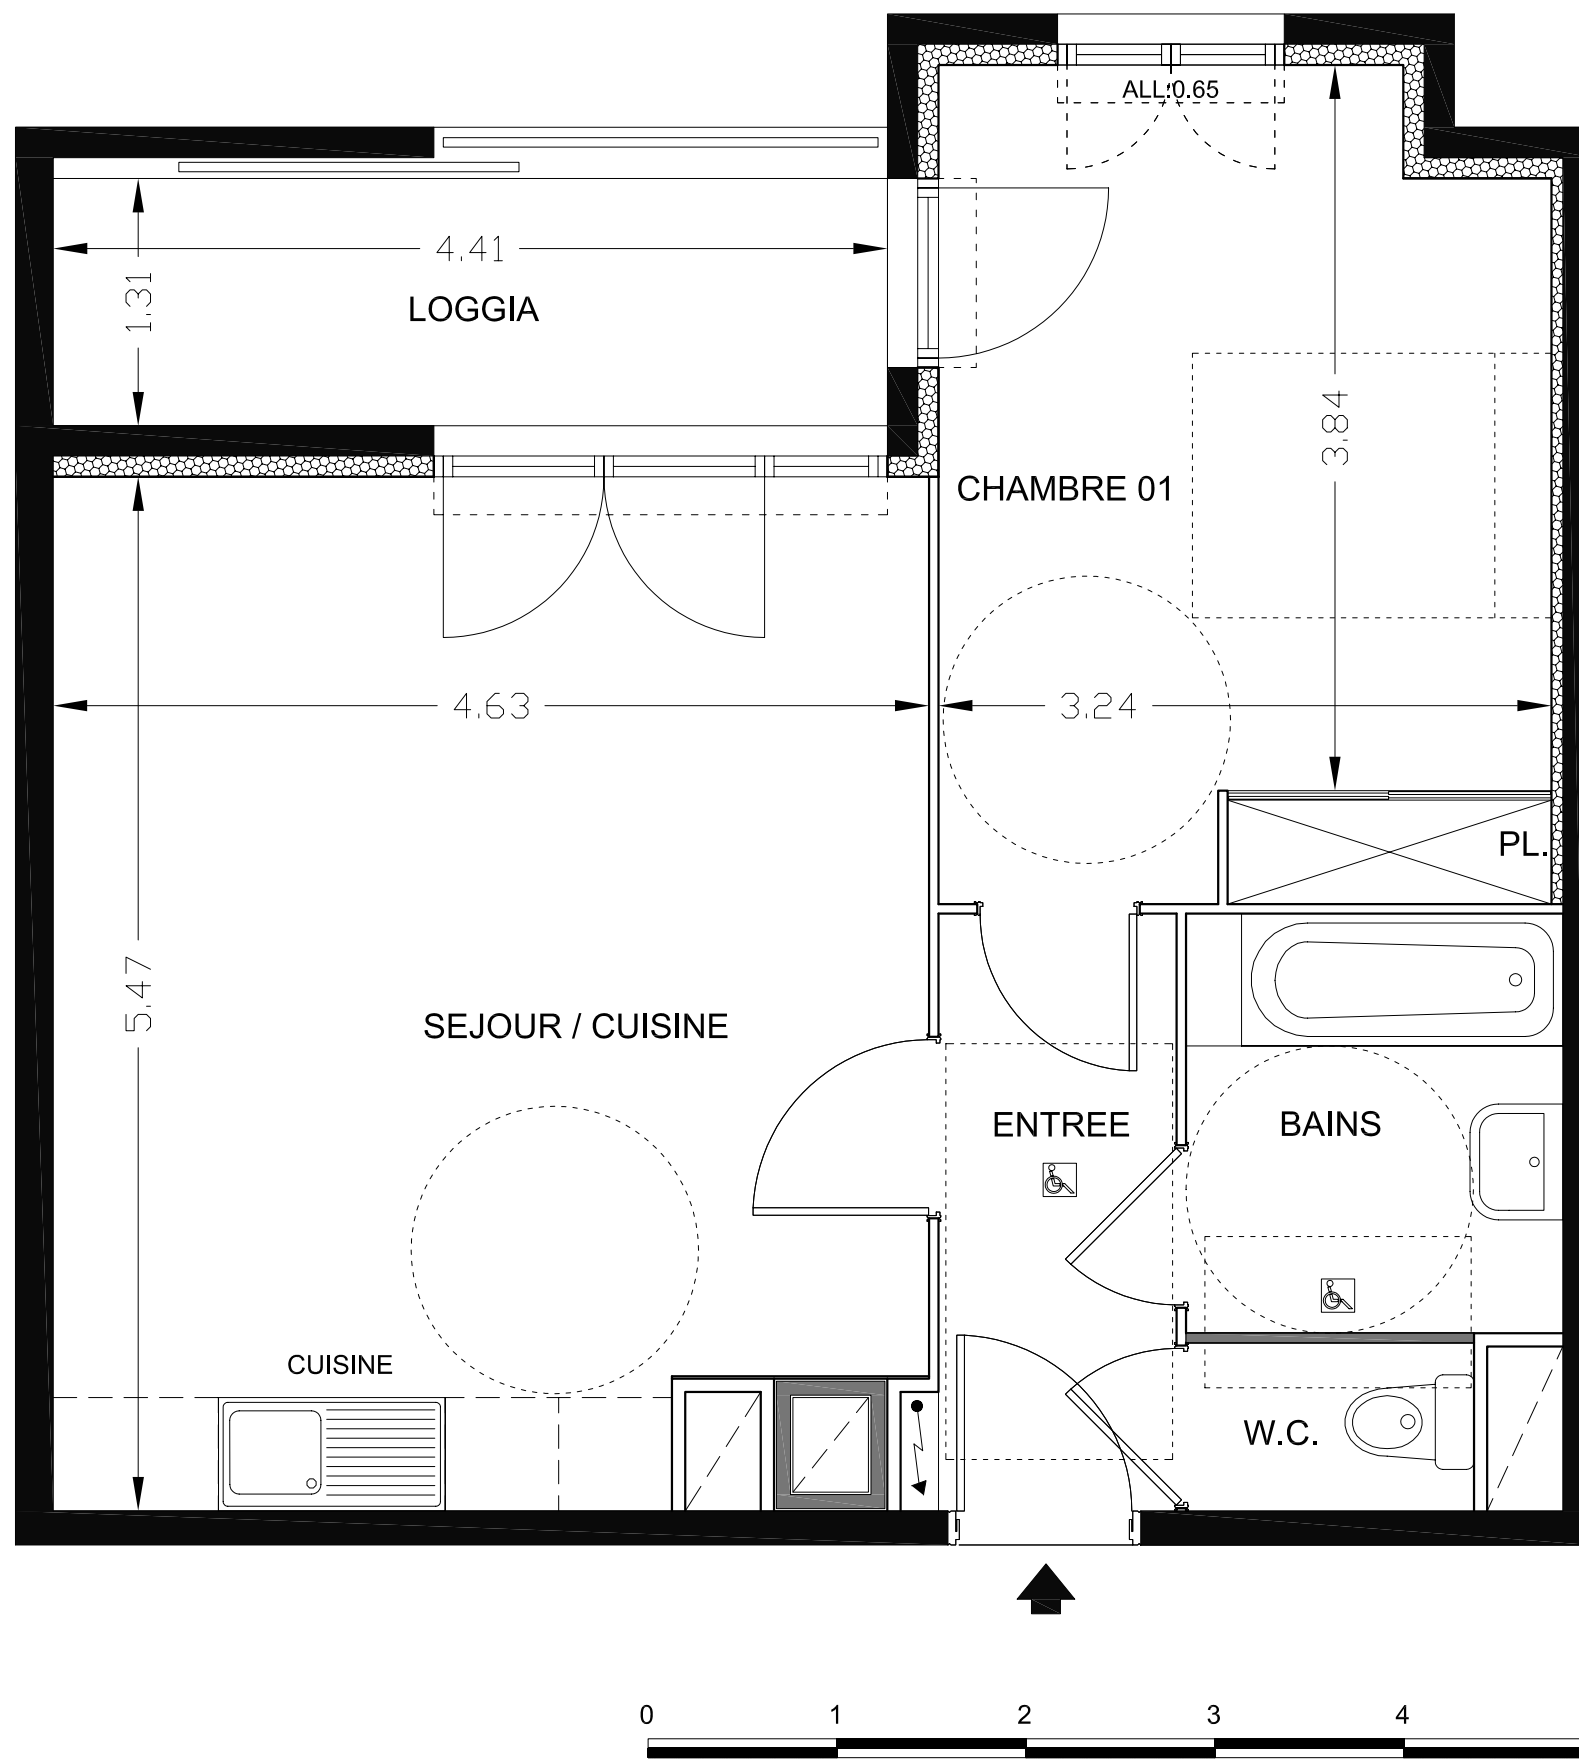 ALL:0.65
4.41
1.31
LOGGIA
3.84
CHAMBRE 01
4.63
3.24
PL.
5.47
SEJOUR / CUISINE
ENTREE
BAINS
CUISINE
W.C.
0 1 2 3 4